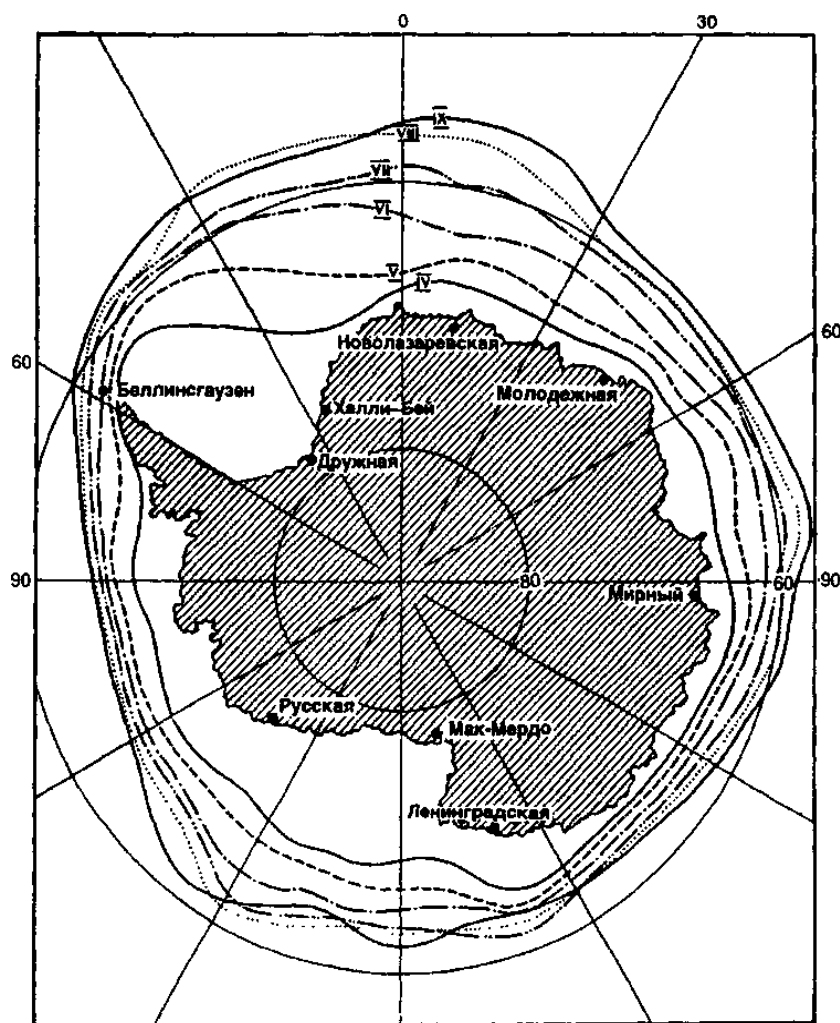 0 30
IX
VIII
VII
VI
V
IV
Новолазаревская
60
60
Беллинсгаузен
Молодежная
Халли-Бей
Дружная
90 80 60 90
Мирный
Русская
Мак-Мердо
Ленинградская